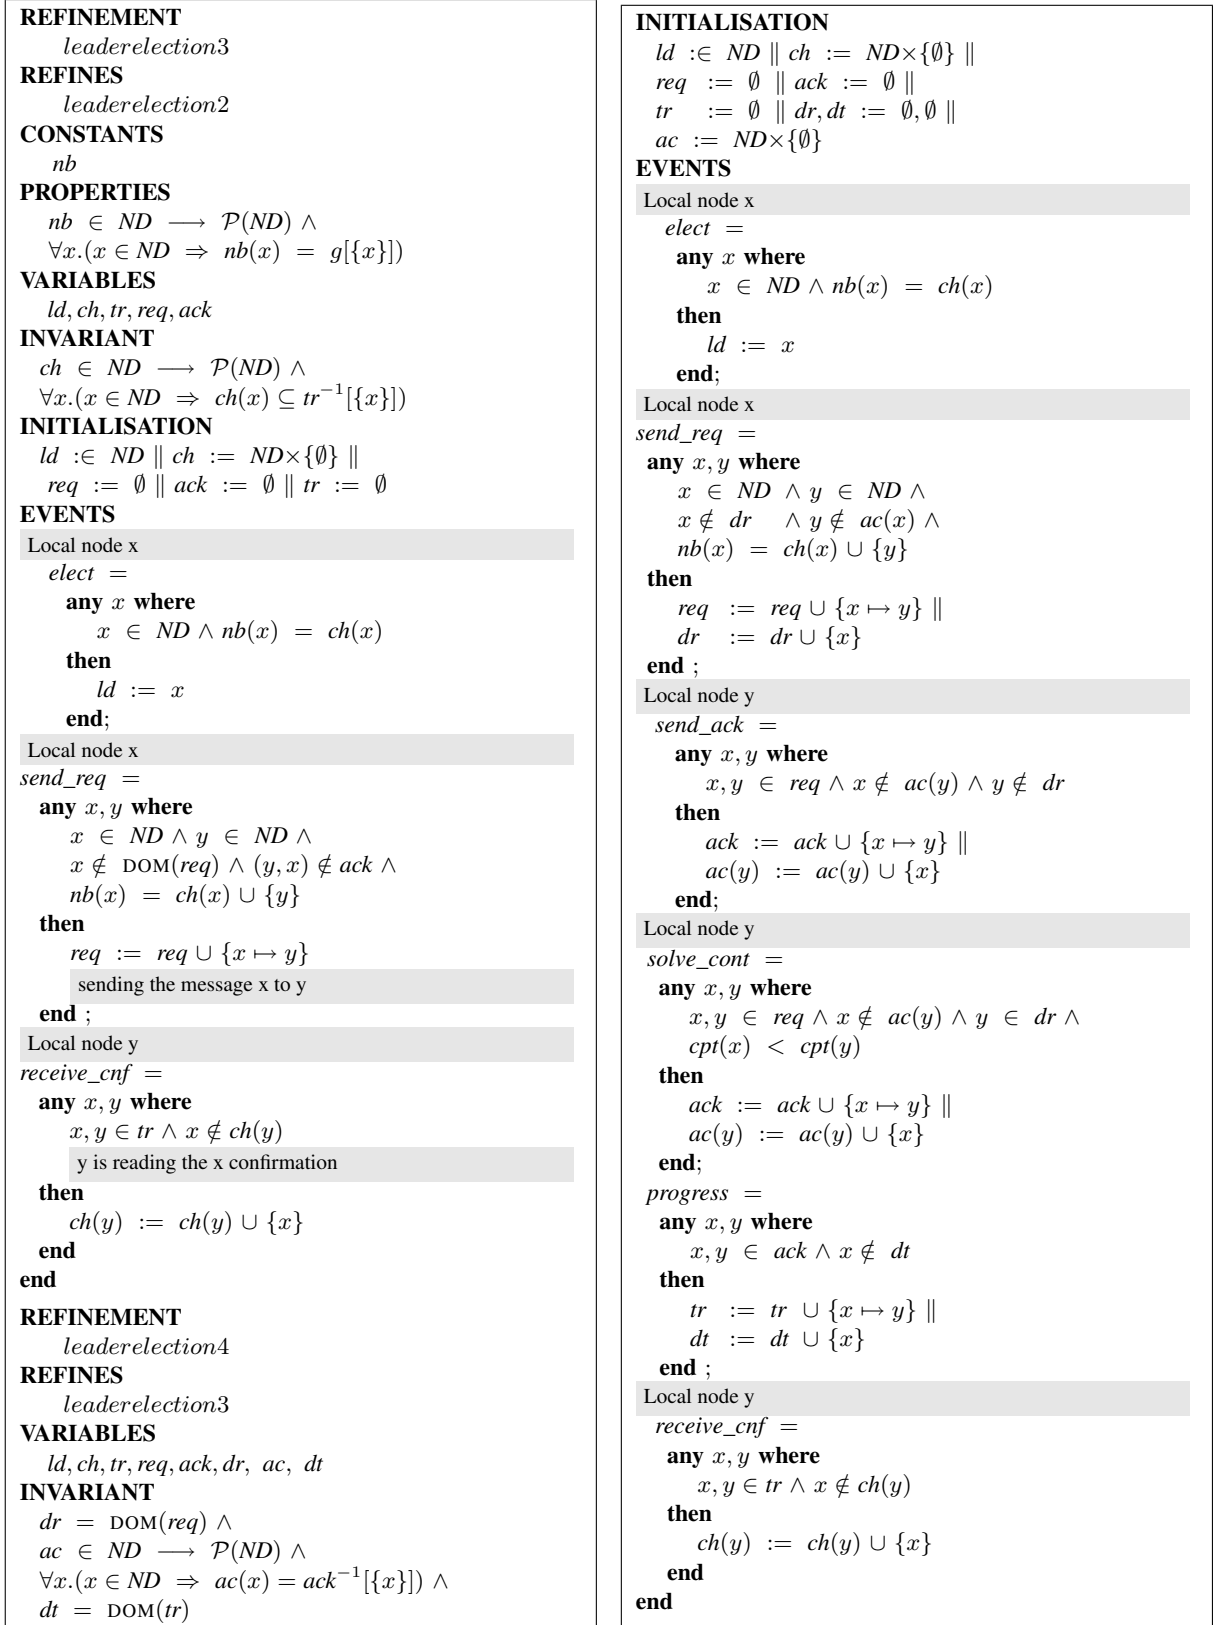 REFINEMENT
leaderelection3
REFINES
leaderelection2
CONSTANTS
nb
PROPERTIES
nb ∈ ND ⟶ 𝒫(ND) ∧
∀x.(x ∈ ND ⇒ nb(x) = g[{x}])
VARIABLES
ld, ch, tr, req, ack
INVARIANT
ch ∈ ND ⟶ 𝒫(ND) ∧
∀x.(x ∈ ND ⇒ ch(x) ⊆ tr⁻¹[{x}])
INITIALISATION
ld :∈ ND ∥ ch := ND×{∅} ∥
req := ∅ ∥ ack := ∅ ∥ tr := ∅
EVENTS
Local node x
elect =
any x where
x ∈ ND ∧ nb(x) = ch(x)
then
ld := x
end;
Local node x
send_req =
any x, y where
x ∈ ND ∧ y ∈ ND ∧
x ∉ DOM(req) ∧ (y, x) ∉ ack ∧
nb(x) = ch(x) ∪ {y}
then
req := req ∪ {x ↦ y}
sending the message x to y
end ;
Local node y
receive_cnf =
any x, y where
x, y ∈ tr ∧ x ∉ ch(y)
y is reading the x confirmation
then
ch(y) := ch(y) ∪ {x}
end
end
REFINEMENT
leaderelection4
REFINES
leaderelection3
VARIABLES
ld, ch, tr, req, ack, dr, ac, dt
INVARIANT
dr = DOM(req) ∧
ac ∈ ND ⟶ 𝒫(ND) ∧
∀x.(x ∈ ND ⇒ ac(x) = ack⁻¹[{x}]) ∧
dt = DOM(tr)
INITIALISATION
ld :∈ ND ∥ ch := ND×{∅} ∥
req := ∅ ∥ ack := ∅ ∥
tr := ∅ ∥ dr, dt := ∅, ∅ ∥
ac := ND×{∅}
EVENTS
Local node x
elect =
any x where
x ∈ ND ∧ nb(x) = ch(x)
then
ld := x
end;
Local node x
send_req =
any x, y where
x ∈ ND ∧ y ∈ ND ∧
x ∉ dr ∧ y ∉ ac(x) ∧
nb(x) = ch(x) ∪ {y}
then
req := req ∪ {x ↦ y} ∥
dr := dr ∪ {x}
end ;
Local node y
send_ack =
any x, y where
x, y ∈ req ∧ x ∉ ac(y) ∧ y ∉ dr
then
ack := ack ∪ {x ↦ y} ∥
ac(y) := ac(y) ∪ {x}
end;
Local node y
solve_cont =
any x, y where
x, y ∈ req ∧ x ∉ ac(y) ∧ y ∈ dr ∧
cpt(x) < cpt(y)
then
ack := ack ∪ {x ↦ y} ∥
ac(y) := ac(y) ∪ {x}
end;
progress =
any x, y where
x, y ∈ ack ∧ x ∉ dt
then
tr := tr ∪ {x ↦ y} ∥
dt := dt ∪ {x}
end ;
Local node y
receive_cnf =
any x, y where
x, y ∈ tr ∧ x ∉ ch(y)
then
ch(y) := ch(y) ∪ {x}
end
end